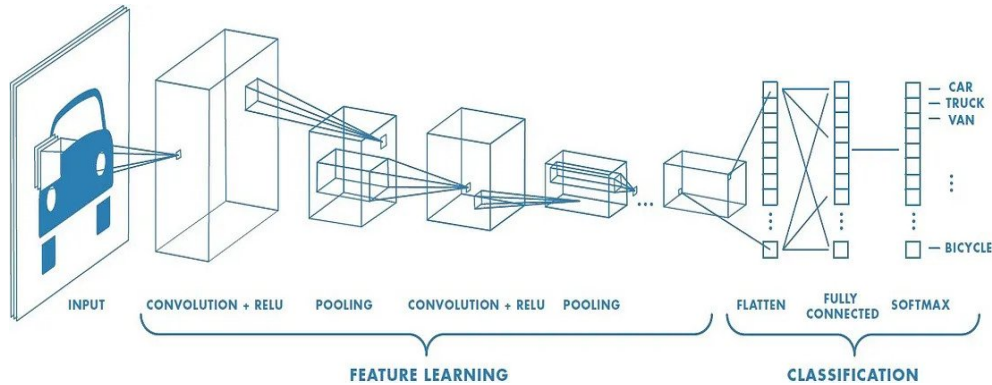 CAR
TRUCK
VAN
...
BICYCLE
INPUT
CONVOLUTION + RELU
POOLING
CONVOLUTION + RELU
POOLING
FLATTEN
FULLY
CONNECTED
SOFTMAX
FEATURE LEARNING
CLASSIFICATION